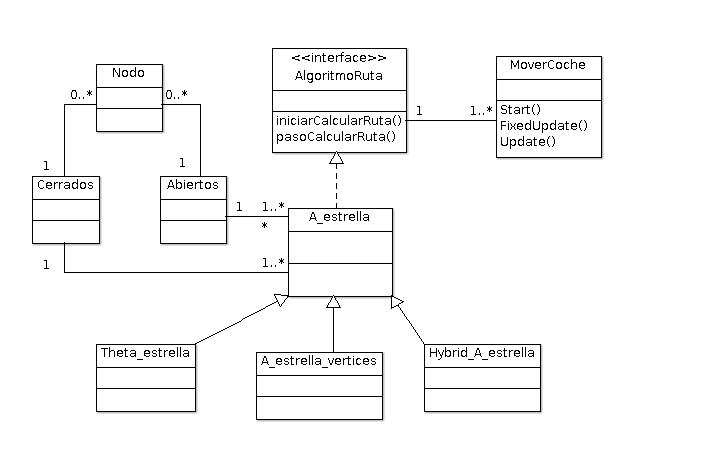 <<interface>>
AlgoritmoRuta
iniciarCalcularRuta()
pasoCalcularRuta()
MoverCoche
Start()
FixedUpdate()
Update()
1
1..*
Nodo
0..*
0..*
1
1
Cerrados
Abiertos
1
1..*
*
A_estrella
1
1..*
Theta_estrella
A_estrella_vertices
Hybrid_A_estrella